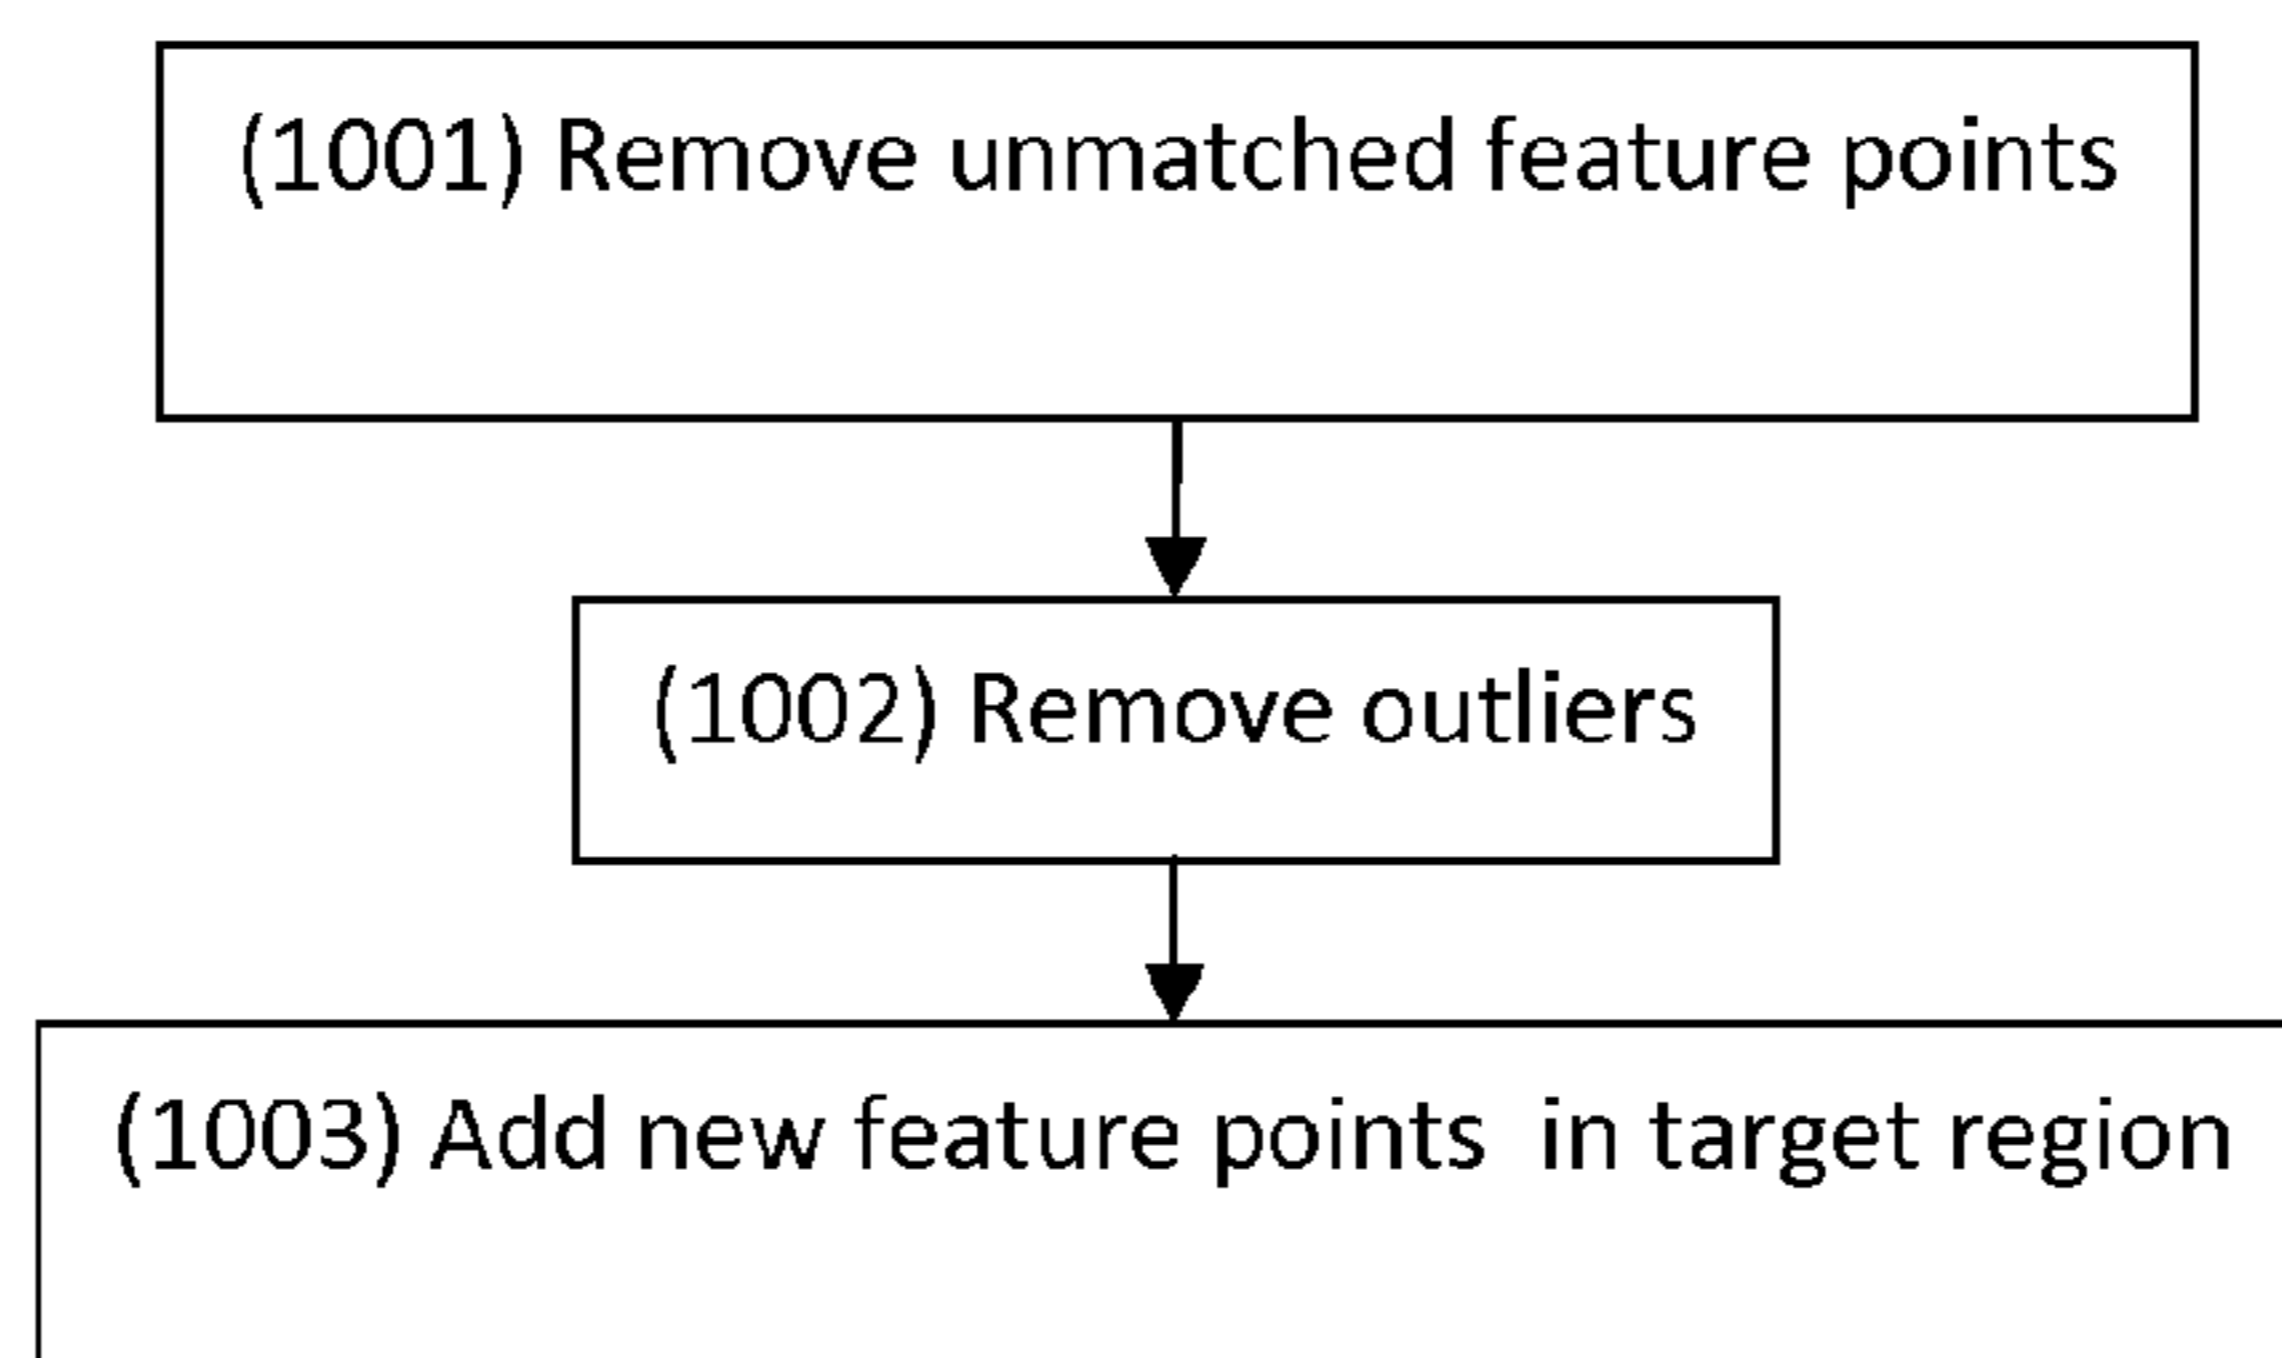 (1001) Remove unmatched feature points
(1002) Remove outliers
(1003) Add new feature points in target region